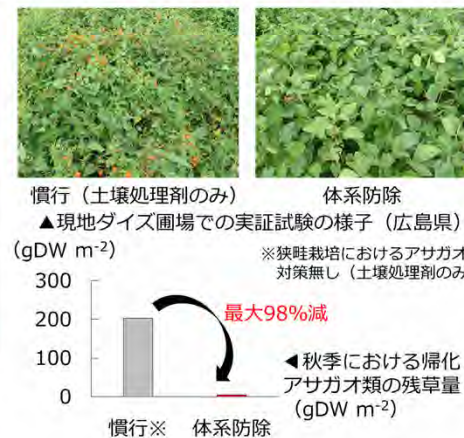 慣行（土壌処理剤のみ）
体系防除
▲現地ダイズ圃場での実証試験の様子（広島県）
(gDW m-2)
※狭畦栽培におけるアサガオ
対策無し（土壌処理剤のみ
300
200
100
0
最大98%減
◀秋季における帰化
アサガオ類の残草量
（gDW m-2）
慣行※
体系防除